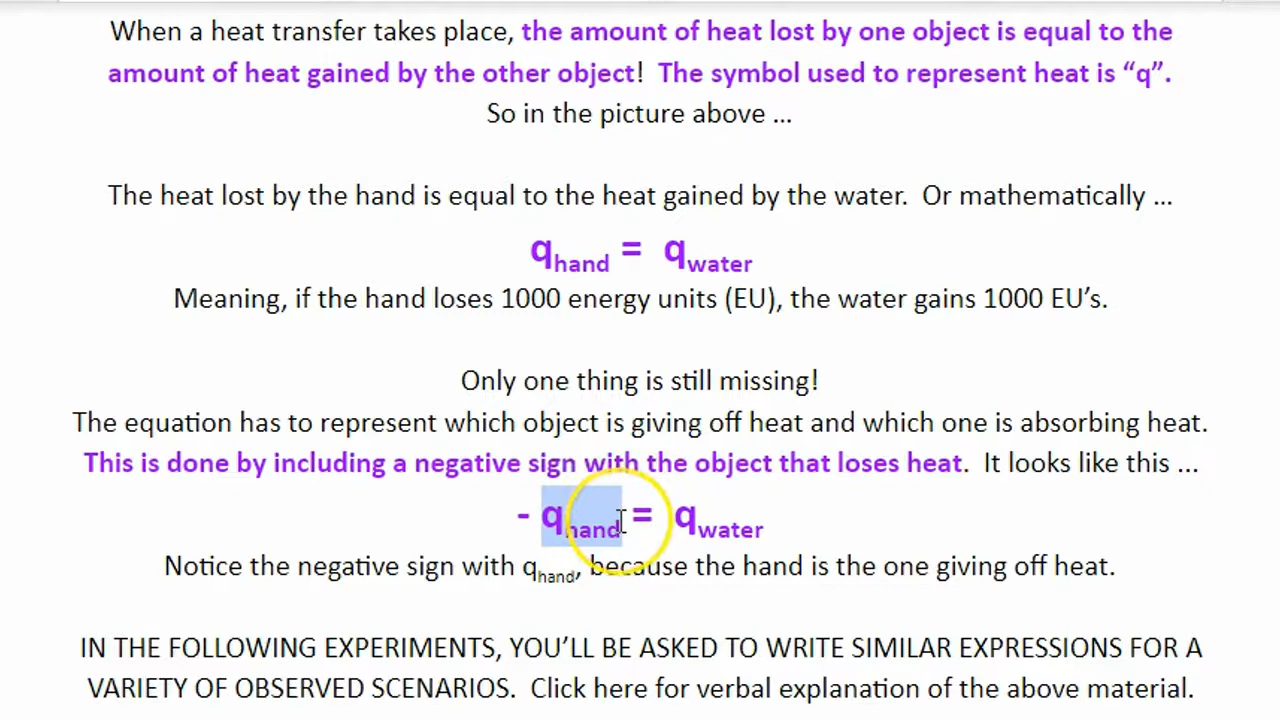 When a heat transfer takes place, the amount of heat lost by one object is equal to the
amount of heat gained by the other object! The symbol used to represent heat is “q”.
So in the picture above …
The heat lost by the hand is equal to the heat gained by the water. Or mathematically …
qhand = qwater
Meaning, if the hand loses 1000 energy units (EU), the water gains 1000 EU’s.
Only one thing is still missing!
The equation has to represent which object is giving off heat and which one is absorbing heat.
This is done by including a negative sign with the object that loses heat. It looks like this …
- qhand = qwater
Notice the negative sign with qhand, because the hand is the one giving off heat.
IN THE FOLLOWING EXPERIMENTS, YOU’LL BE ASKED TO WRITE SIMILAR EXPRESSIONS FOR A
VARIETY OF OBSERVED SCENARIOS. Click here for verbal explanation of the above material.